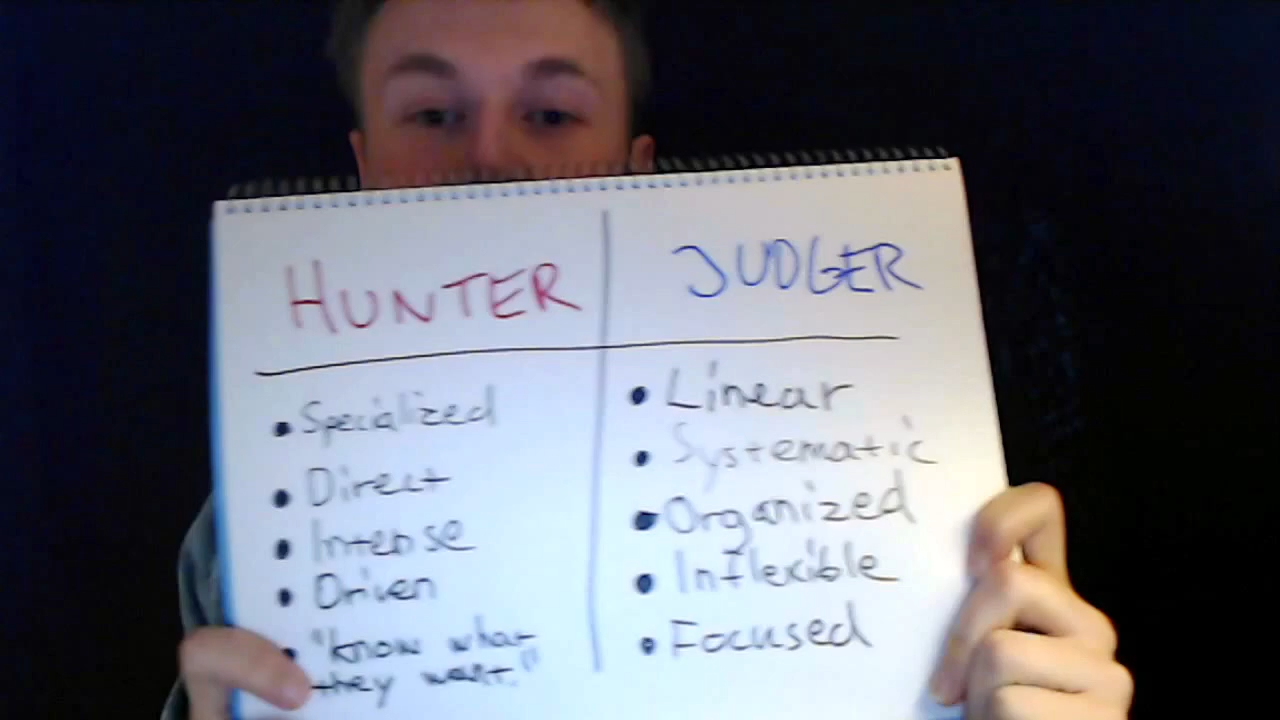 HUNTER
• Specialized
• Direct
• Intense
• Driven
• "know what
they want."
JUDGER
• Linear
• Systematic
• Organized
• Inflexible
• Focused